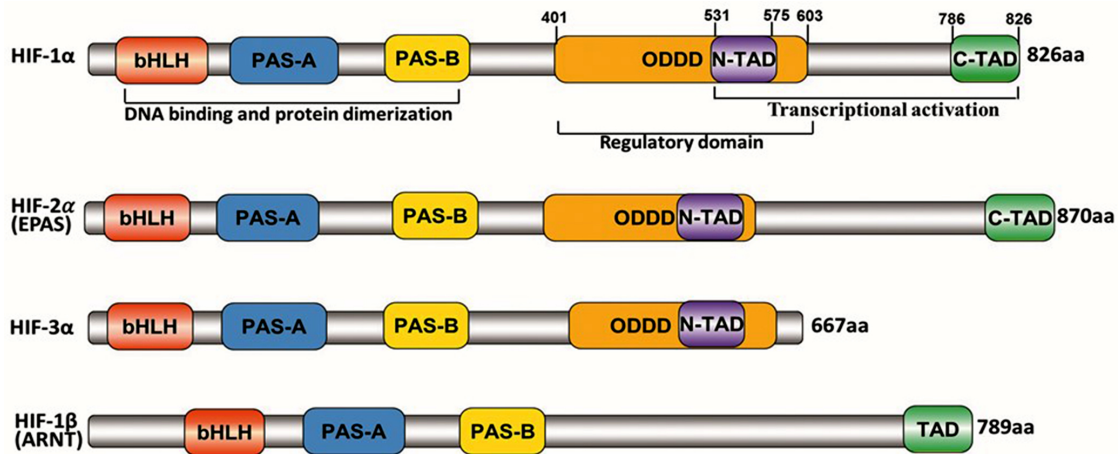 401 531 575 603 786 826
HIF-1α bHLH PAS-A PAS-B ODDD N-TAD C-TAD 826aa
DNA binding and protein dimerization Transcriptional activation
Regulatory domain
HIF-2α bHLH PAS-A PAS-B ODDD N-TAD C-TAD 870aa
(EPAS)
HIF-3α bHLH PAS-A PAS-B ODDD N-TAD 667aa
HIF-1β bHLH PAS-A PAS-B TAD 789aa
(ARNT)